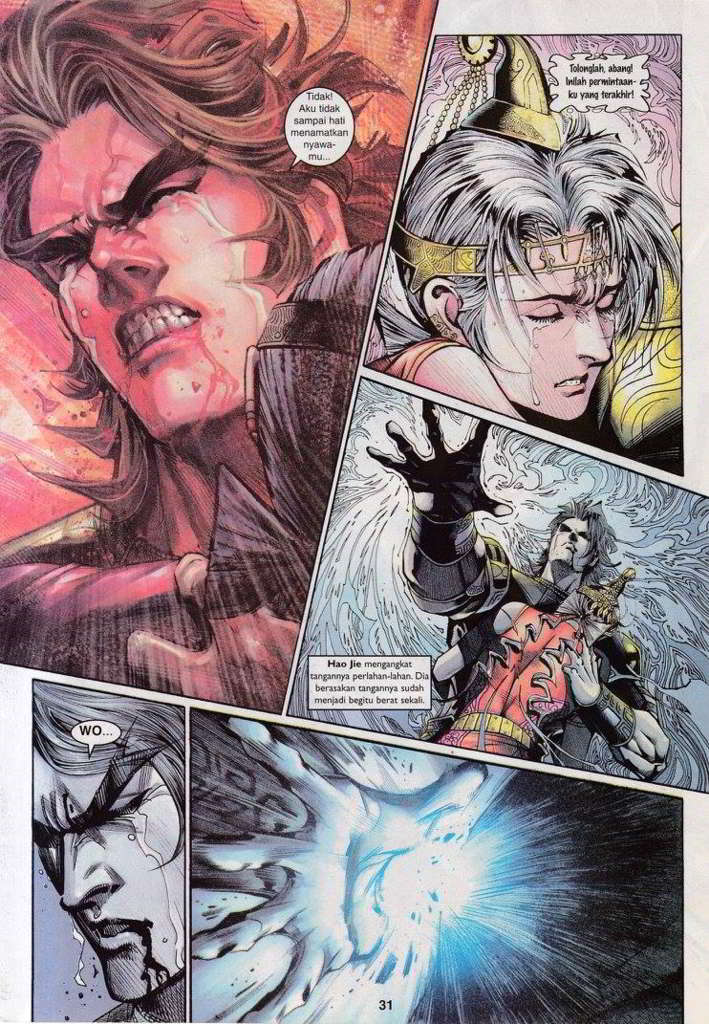 Tidak!
Aku tidak
sampai hati
menamatkan
nyawa-
mu...
Tolonglah, abang!
Inilah permintaan-
ku yang terakhir!
Hao Jie mengangkat
tangannya perlahan-lahan. Dia
berasakan tangannya sudah
menjadi begitu berat sekali.
WO...
31